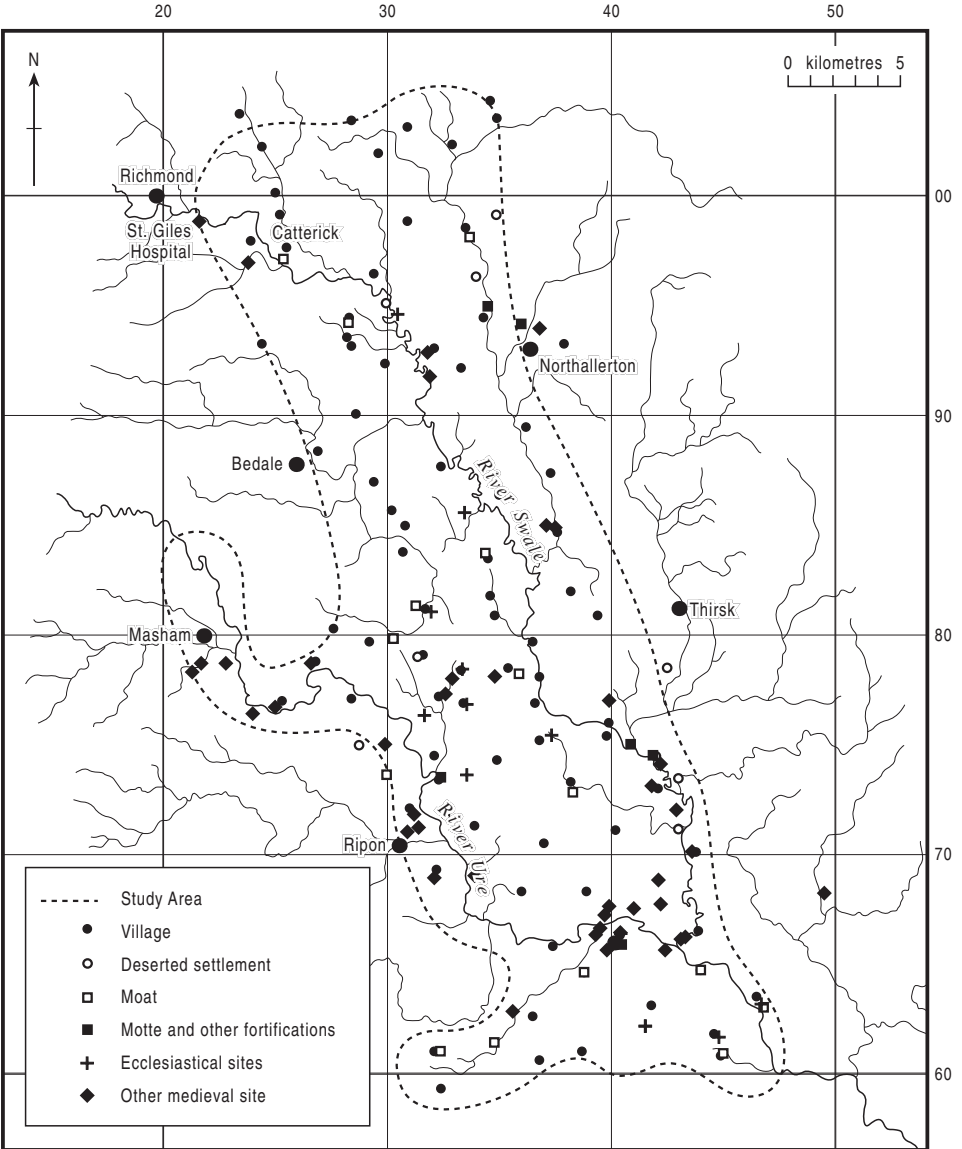 20 30 40 50
N
0 kilometres 5
Richmond
00
St. Giles
Hospital
Catterick
Northallerton
90
Bedale
River Swale
Thirsk
Masham
80
River Ure
Ripon
70
Study Area
Village
Deserted settlement
Moat
Motte and other fortifications
Ecclesiastical sites
Other medieval site
60